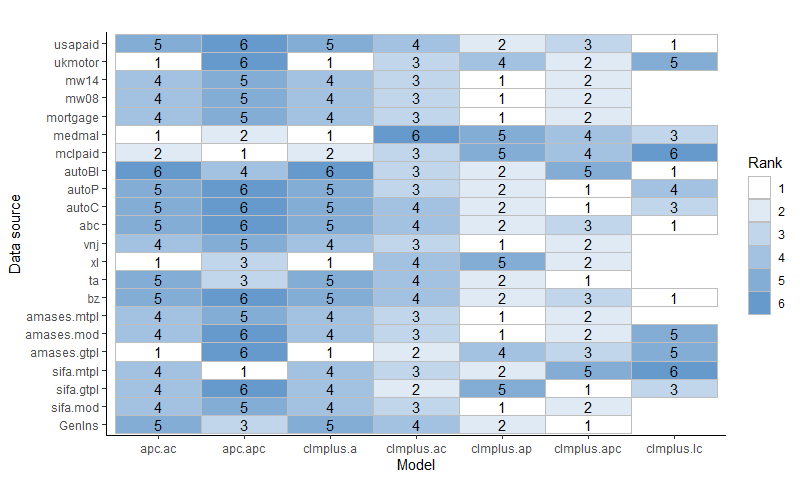 usapaid 5 6 5 4 2 3 1
ukmotor 1 6 1 3 4 2 5
mw14 4 5 4 3 1 2
mw08 4 5 4 3 1 2
mortgage 4 5 4 3 1 2
medmal 1 2 1 6 5 4 3
mclpaid 2 1 2 3 5 4 6
autoBI 6 4 6 3 2 5 1
autoP 5 6 5 3 2 1 4
autoC 5 6 5 4 2 1 3
abc 5 6 5 4 2 3 1
vnj 4 5 4 3 1 2
xl 1 3 1 4 5 2
ta 5 3 5 4 2 1
bz 5 6 5 4 2 3 1
amases.mtpl 4 5 4 3 1 2
amases.mod 4 6 4 3 1 2 5
amases.gtpl 1 6 1 2 4 3 5
sifa.mtpl 4 1 4 3 2 5 6
sifa.gtpl 4 6 4 2 5 1 3
sifa.mod 4 5 4 3 1 2
GenIns 5 3 5 4 2 1
apc.ac apc.apc clmplus.a clmplus.ac clmplus.ap clmplus.apc clmplus.lc
Model
Data source
Rank
1
2
3
4
5
6